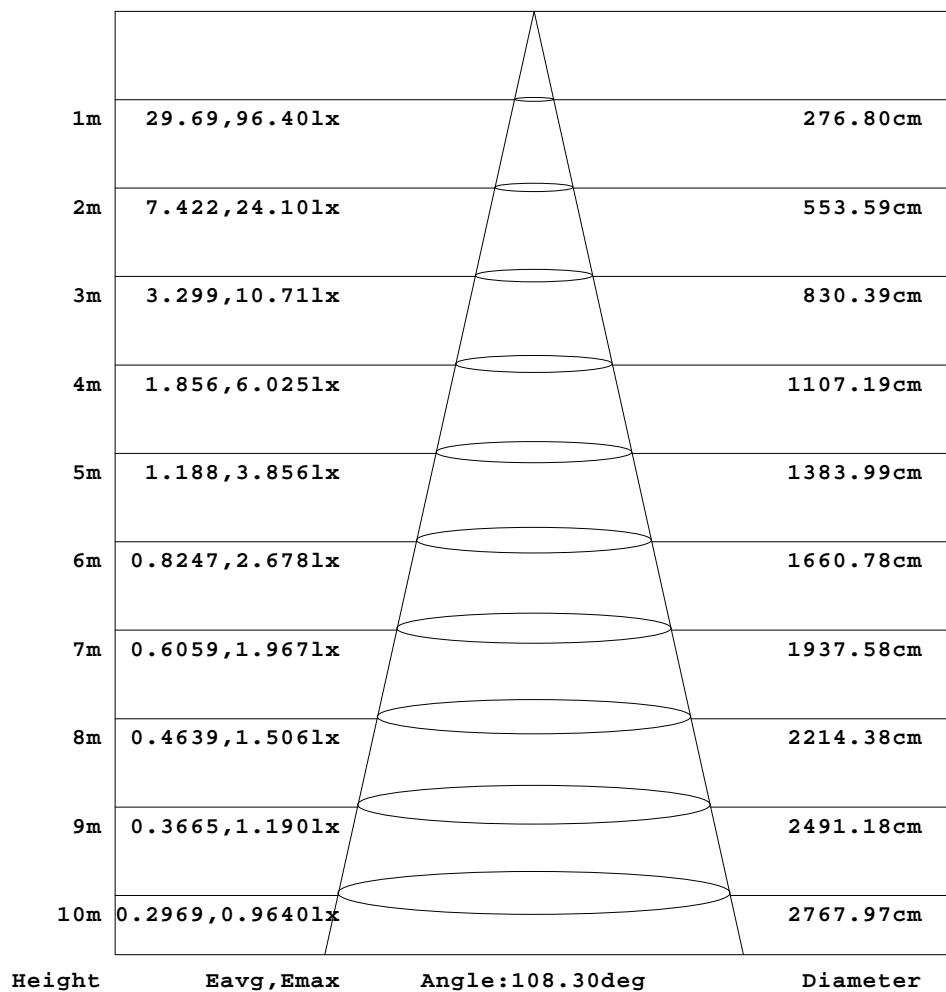 1m 29.69,96.40lx 276.80cm
2m 7.422,24.10lx 553.59cm
3m 3.299,10.71lx 830.39cm
4m 1.856,6.025lx 1107.19cm
5m 1.188,3.856lx 1383.99cm
6m 0.8247,2.678lx 1660.78cm
7m 0.6059,1.967lx 1937.58cm
8m 0.4639,1.506lx 2214.38cm
9m 0.3665,1.190lx 2491.18cm
10m 0.2969,0.9640lx 2767.97cm
Height Eavg,Emax Angle:108.30deg Diameter